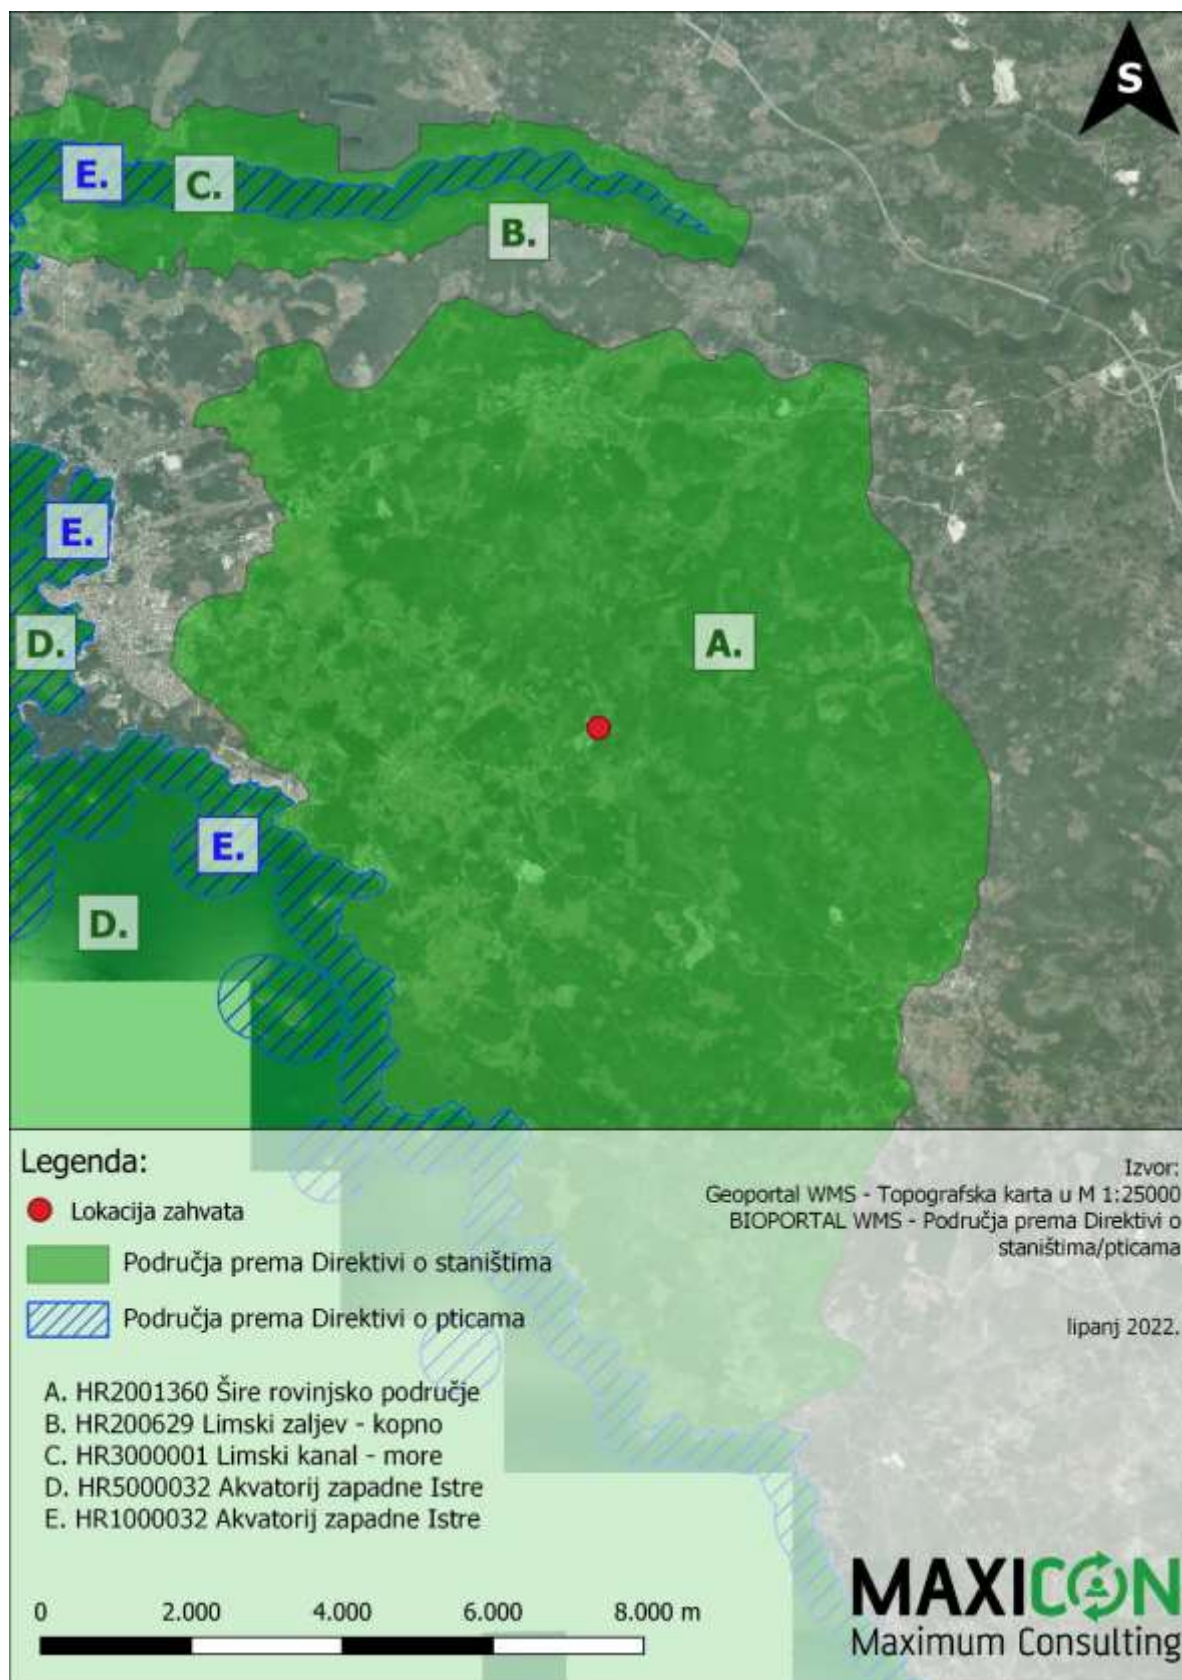 S
E.
C.
B.
E.
D.
A.
E.
D.
Legenda:
Lokacija zahvata
Područja prema Direktivi o staništima
Područja prema Direktivi o pticama
A. HR2001360 Šire rovinjsko područje
B. HR200629 Limski zaljev - kopno
C. HR3000001 Limski kanal - more
D. HR5000032 Akvatorij zapadne Istre
E. HR1000032 Akvatorij zapadne Istre
Izvor:
Geoportal WMS - Topografska karta u M 1:25000
BIOPORTAL WMS - Područja prema Direktivi o
staništima/pticama
lipanj 2022.
0 2.000 4.000 6.000 8.000 m
MAXICON
Maximum Consulting